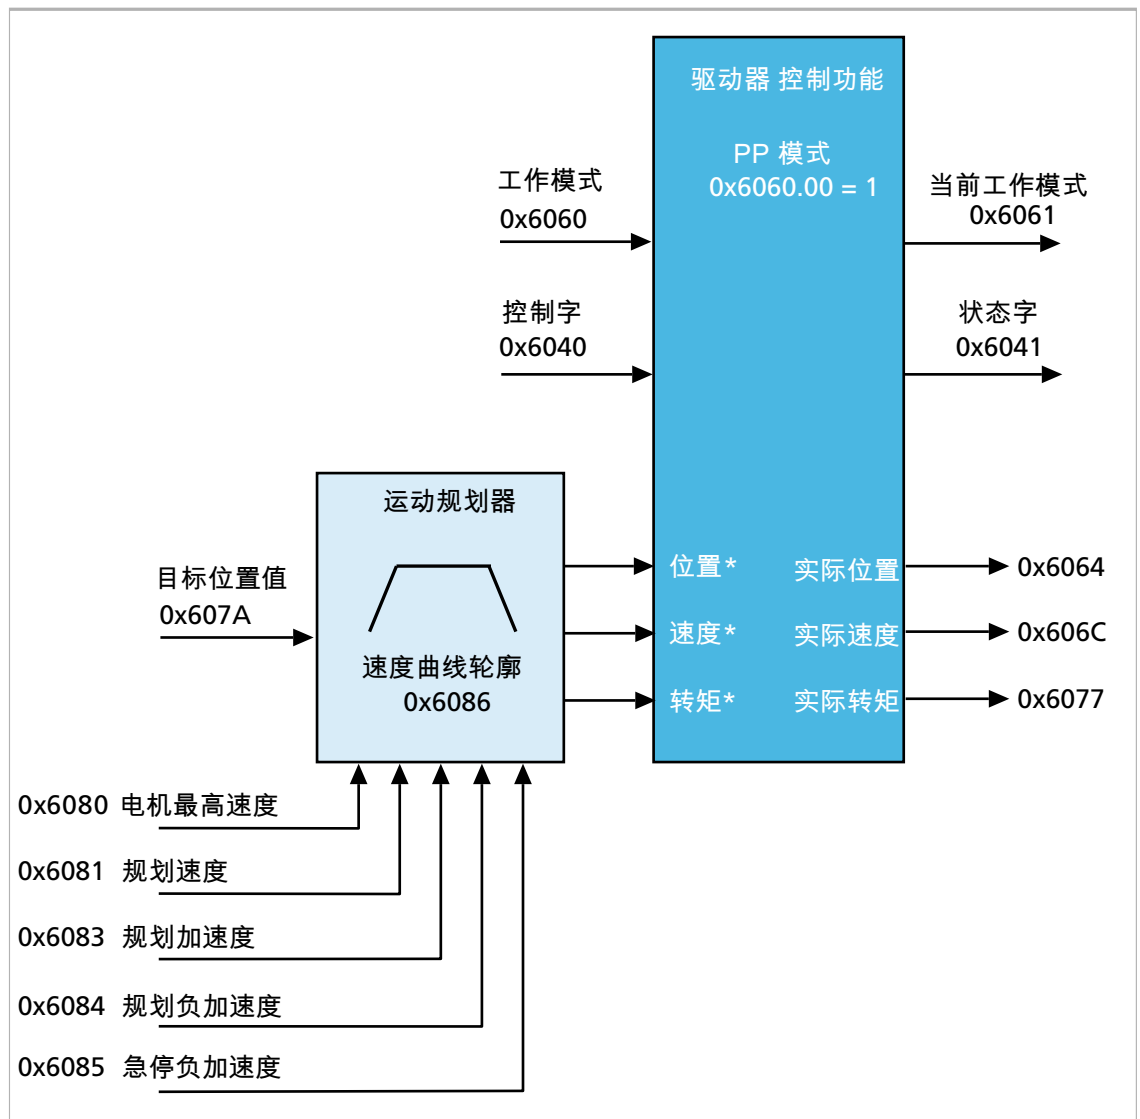 驱动器 控制功能
PP 模式
0x6060.00 = 1
工作模式
0x6060
当前工作模式
0x6061
控制字
0x6040
状态字
0x6041
运动规划器
目标位置值
0x607A
速度曲线轮廓
0x6086
位置* 实际位置 0x6064
速度* 实际速度 0x606C
转矩* 实际转矩 0x6077
0x6080 电机最高速度
0x6081 规划速度
0x6083 规划加速度
0x6084 规划负加速度
0x6085 急停负加速度